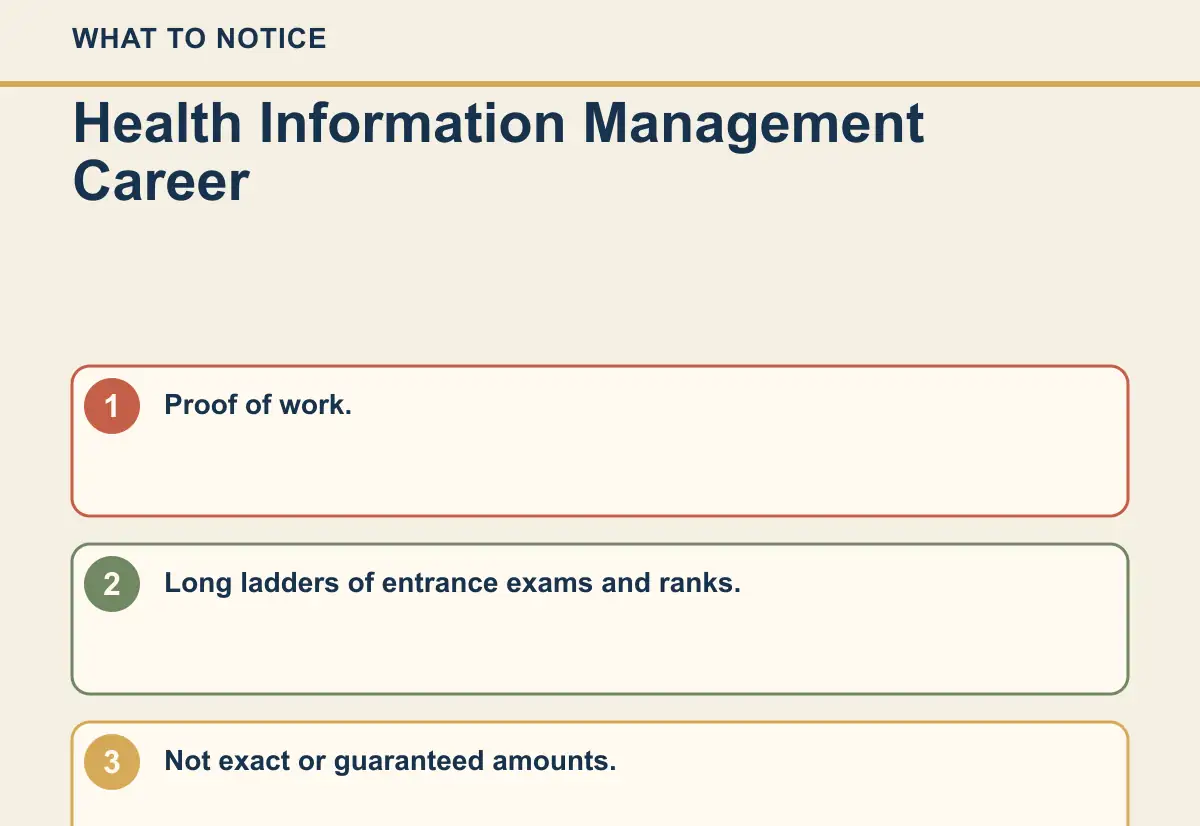 WHAT TO NOTICE
Health Information Management
Career
1
Proof of work.
2
Long ladders of entrance exams and ranks.
3
Not exact or guaranteed amounts.